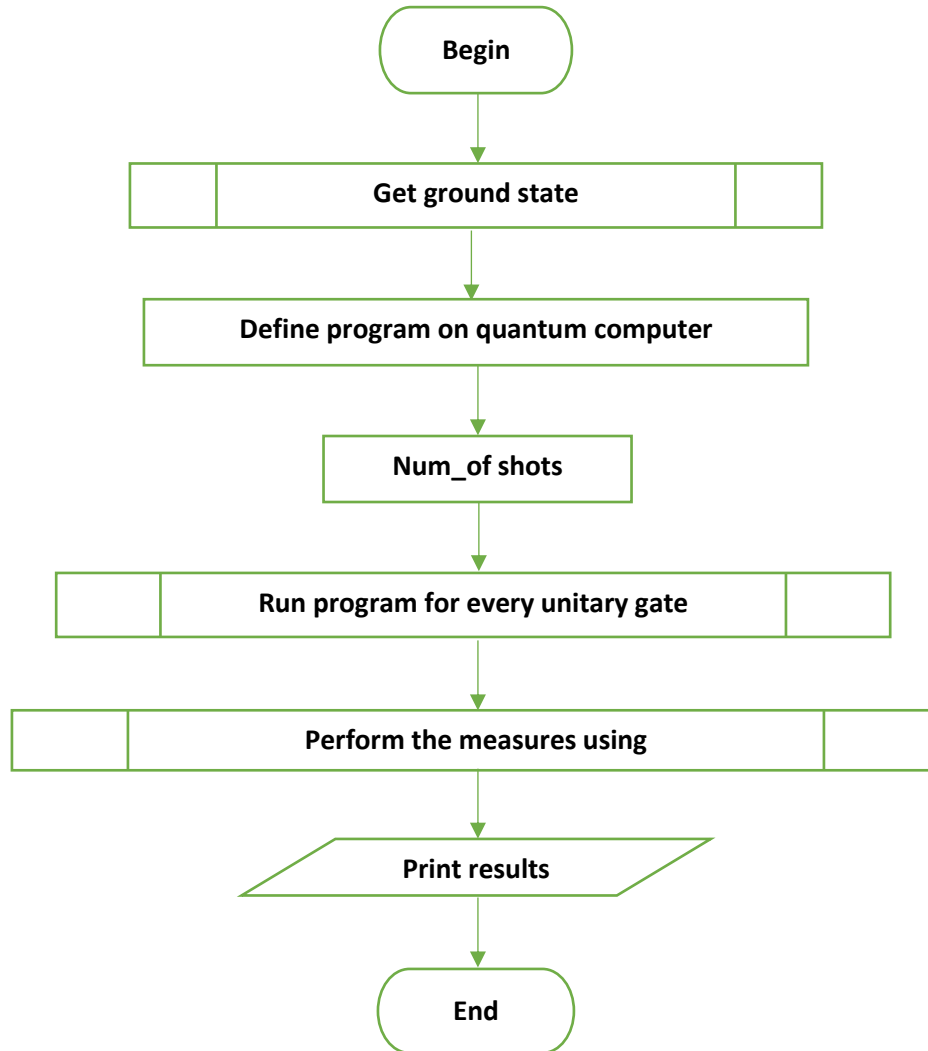 Begin
Get ground state
Define program on quantum computer
Num_of shots
Run program for every unitary gate
Perform the measures using
Print results
End